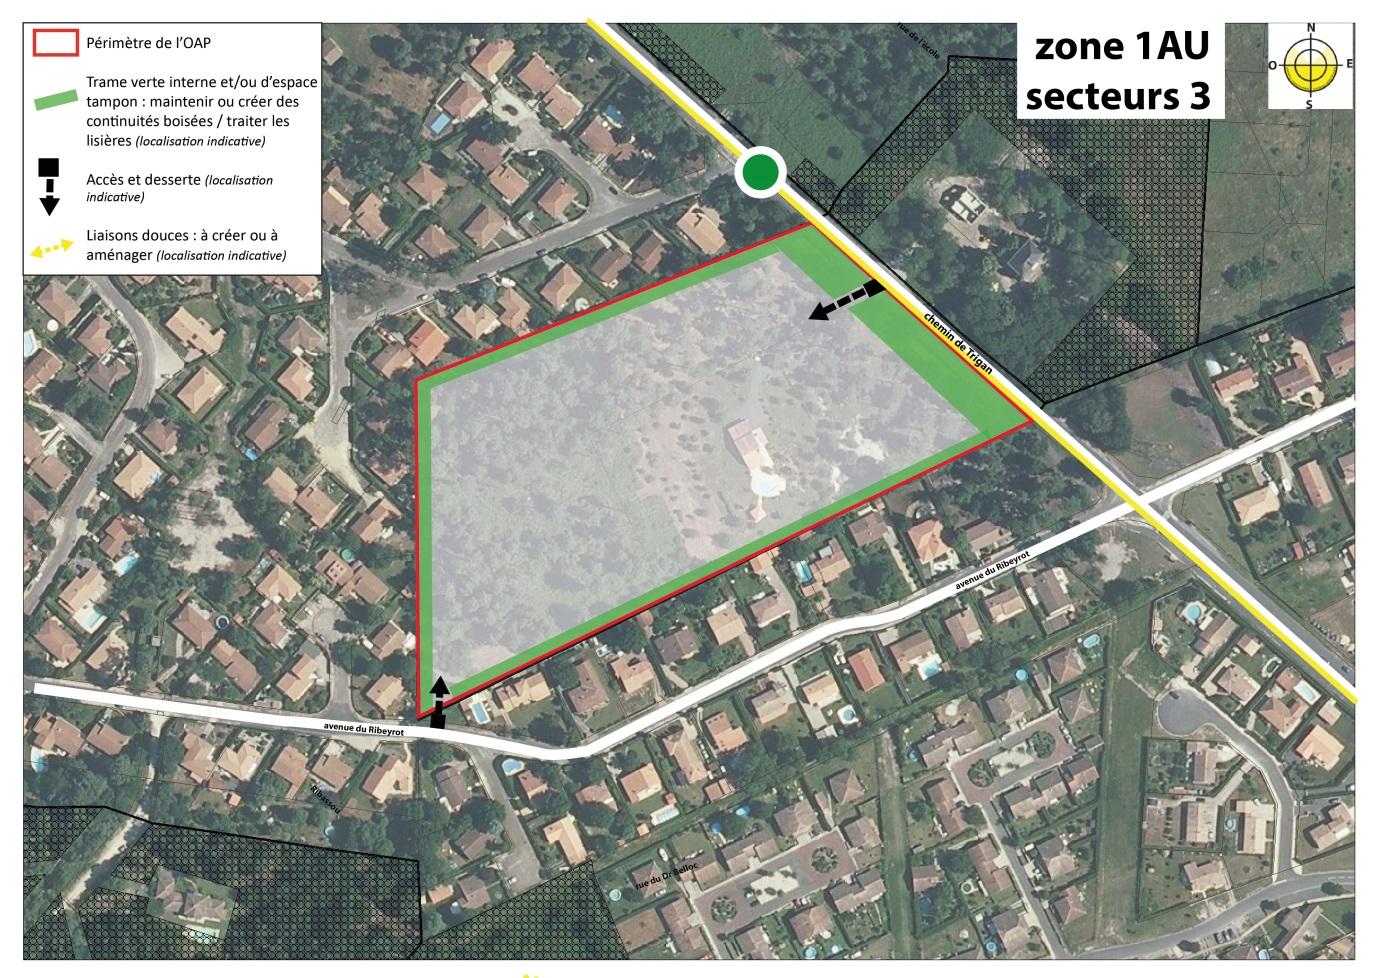 Périmètre de l’OAP
Trame verte interne et/ou d’espace
tampon : maintenir ou créer des
continuités boisées / traiter les
lisières (localisation indicative)
Accès et desserte (localisation
indicative)
Liaisons douces : à créer ou à
aménager (localisation indicative)
zone 1AU
secteurs 3
N
O
E
S
rue de l'école
chemin de Trigan
avenue du Ribeyrot
avenue du Ribeyrot
Ribassou
rue du Dr Belloc